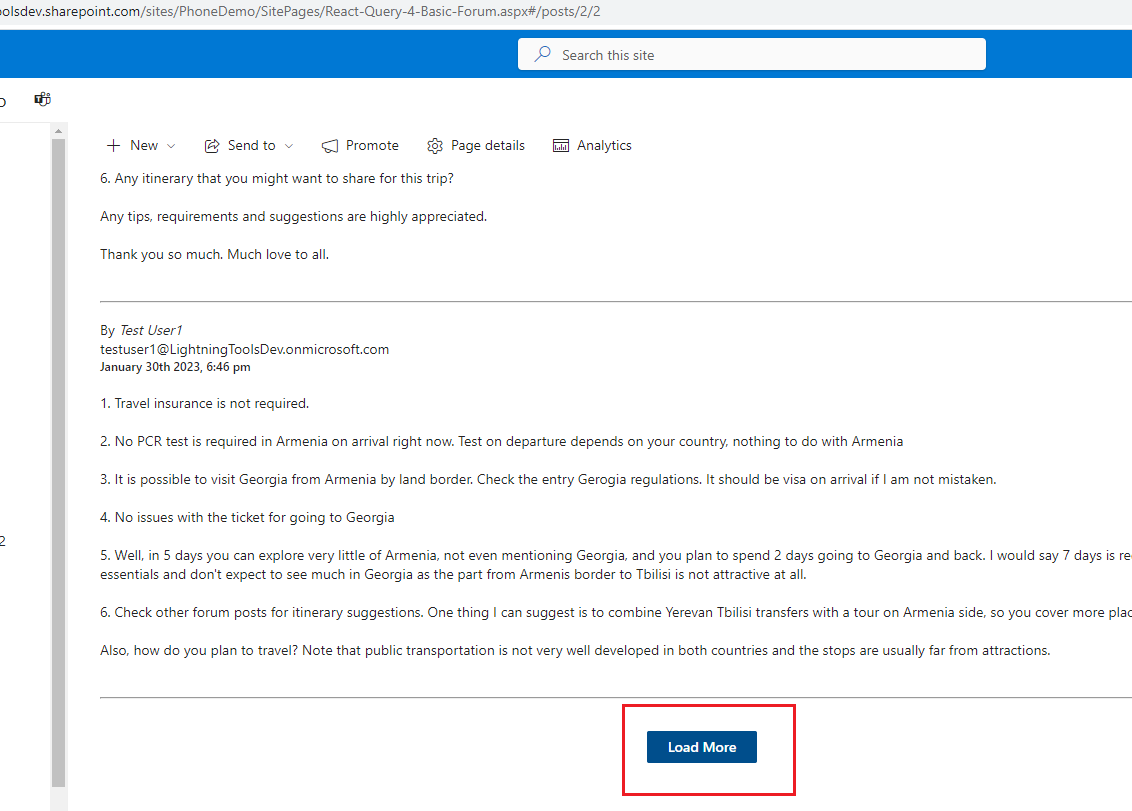 olsdev.sharepoint.com/sites/PhoneDemo/SitePages/React-Query-4-Basic-Forum.aspx#/posts/2/2
Search this site
New Send to Promote Page details Analytics
6. Any itinerary that you might want to share for this trip?
Any tips, requirements and suggestions are highly appreciated.
Thank you so much. Much love to all.
By Test User1
testuser1@LightningToolsDev.onmicrosoft.com
January 30th 2023, 6:46 pm
1. Travel insurance is not required.
2. No PCR test is required in Armenia on arrival right now. Test on departure depends on your country, nothing to do with Armenia
3. It is possible to visit Georgia from Armenia by land border. Check the entry Gerogia regulations. It should be visa on arrival if I am not mistaken.
4. No issues with the ticket for going to Georgia
2
5. Well, in 5 days you can explore very little of Armenia, not even mentioning Georgia, and you plan to spend 2 days going to Georgia and back. I would say 7 days is re
essentials and don't expect to see much in Georgia as the part from Armenis border to Tbilisi is not attractive at all.
6. Check other forum posts for itinerary suggestions. One thing I can suggest is to combine Yerevan Tbilisi transfers with a tour on Armenia side, so you cover more plac
Also, how do you plan to travel? Note that public transportation is not very well developed in both countries and the stops are usually far from attractions.
Load More